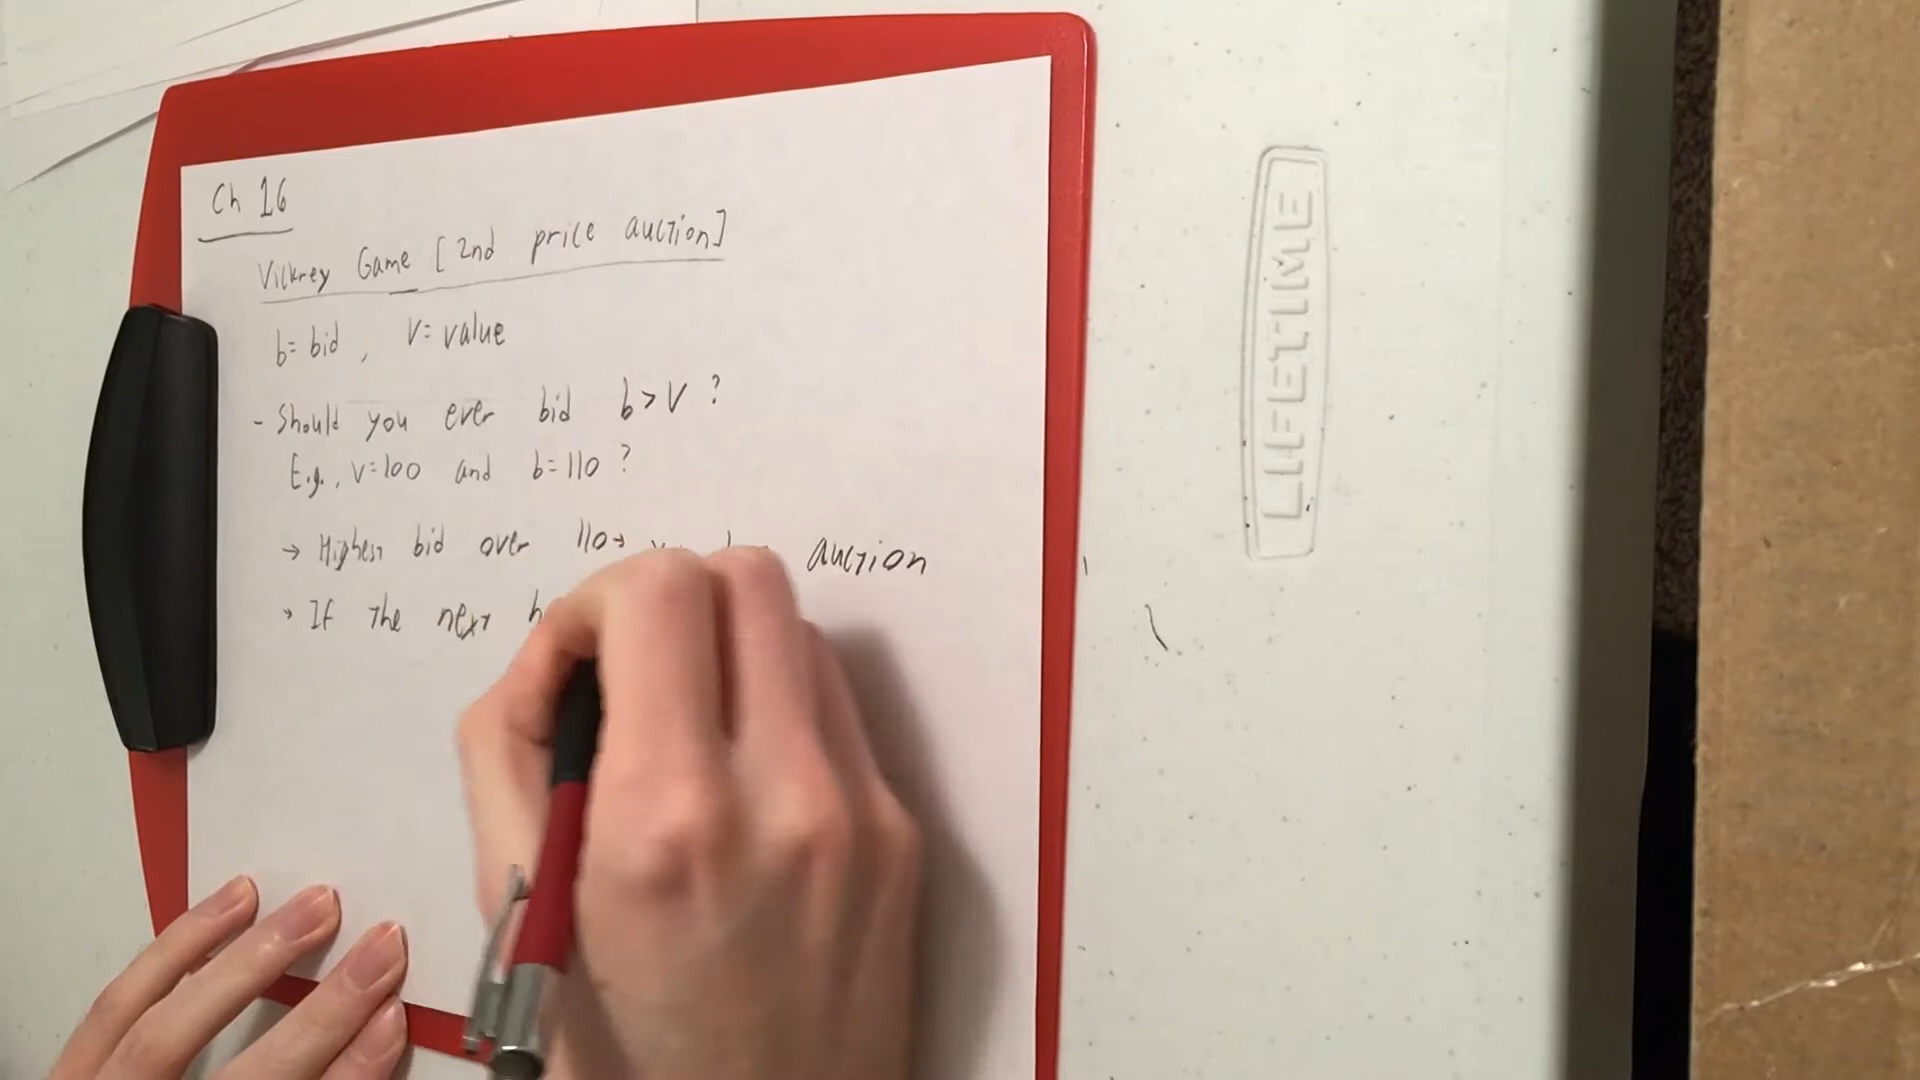 Ch 16
Vickrey Game [2nd price auction]
b= bid, v= value
- Should you ever bid b>v?
E.g., v=100 and b=110?
→ Highest bid over 110→ auction
→ If the next
LIFETIME